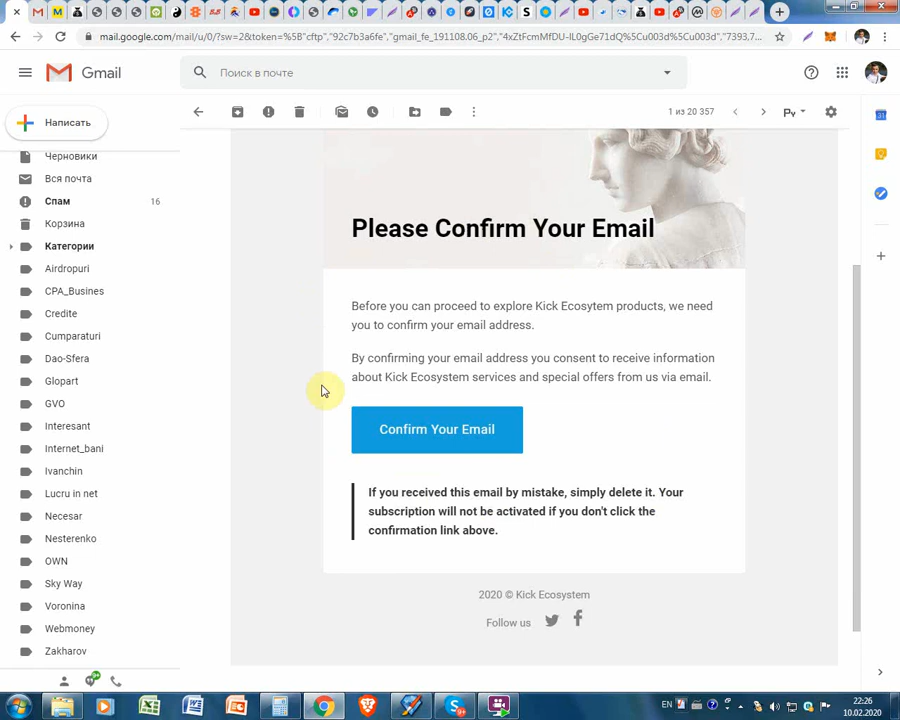 mail.google.com/mail/u/0/?sw=2&token=%5B"cftp","92c7b3a6fe","gmail_fe_191108.06_p2","4xZtFcmMfDU-IL0gGe71dQ%5Cu003d%5Cu003d","7393,7...
Gmail
Поиск в почте
Написать
1 из 20 357
Черновики
Вся почта
Спам 16
Корзина
Категории
Airdropuri
CPA_Busines
Credite
Cumparaturi
Dao-Sfera
Glopart
GVO
Interesant
Internet_bani
Ivanchin
Lucru in net
Necesar
Nesterenko
OWN
Sky Way
Voronina
Webmoney
Zakharov
Please Confirm Your Email
Before you can proceed to explore Kick Ecosytem products, we need
you to confirm your email address.
By confirming your email address you consent to receive information
about Kick Ecosystem services and special offers from us via email.
Confirm Your Email
If you received this email by mistake, simply delete it. Your
subscription will not be activated if you don't click the
confirmation link above.
2020 © Kick Ecosystem
Follow us
EN
22:26
10.02.2020